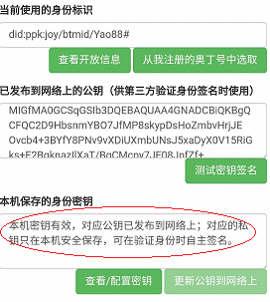 当前使用的身份标识
did:ppk:joy/btmid/Yao88#
查看开放信息
从我注册的奥丁号中选取
已发布到网络上的公钥（供第三方验证身份签名时使用）
MIGfMA0GCSqGSIb3DQEBAQUAA4GNADCBiQKBgQ
CFQC2D9HbsnmYBO7JfMP8skypDsHoZmbvHrjJE
Ovcb4+3BYfY8PNv9vXDiUXmbUNsJ5xaDyX0V15RiG
测试密钥签名
本机保存的身份密钥
本机密钥有效，对应公钥已发布到网络上；对应的私
钥只在本机安全保存，可在验证身份时自主签名。
查看/配置密钥
更新公钥到网络上